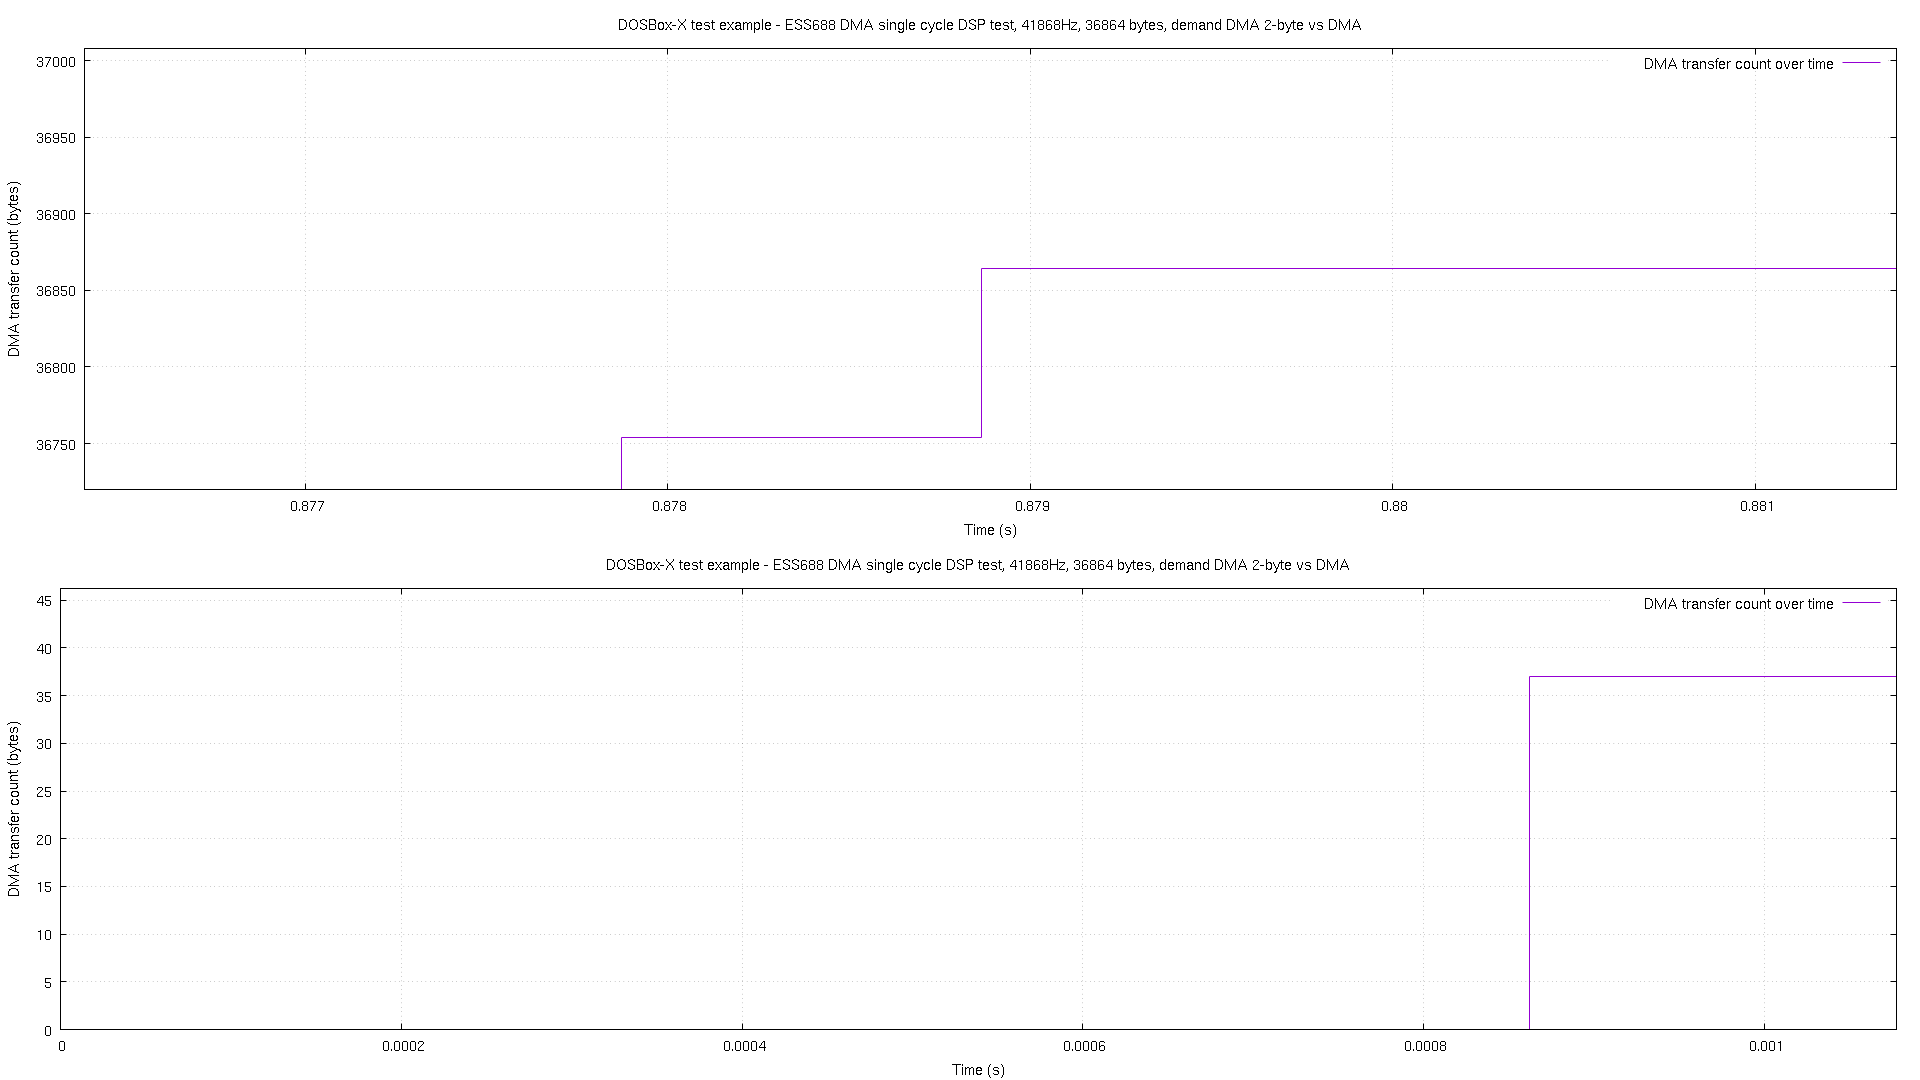 DOSBox-X test example - ESS688 DMA single cycle DSP test, 41868Hz, 36864 bytes, demand DMA 2-byte vs DMA
DMA transfer count over time
DMA transfer count (bytes)
37000
36950
36900
36850
36800
36750
0.877 0.878 0.879 0.88 0.881
Time (s)
DOSBox-X test example - ESS688 DMA single cycle DSP test, 41868Hz, 36864 bytes, demand DMA 2-byte vs DMA
DMA transfer count over time
DMA transfer count (bytes)
45
40
35
30
25
20
15
10
5
0
0 0.0002 0.0004 0.0006 0.0008 0.001
Time (s)